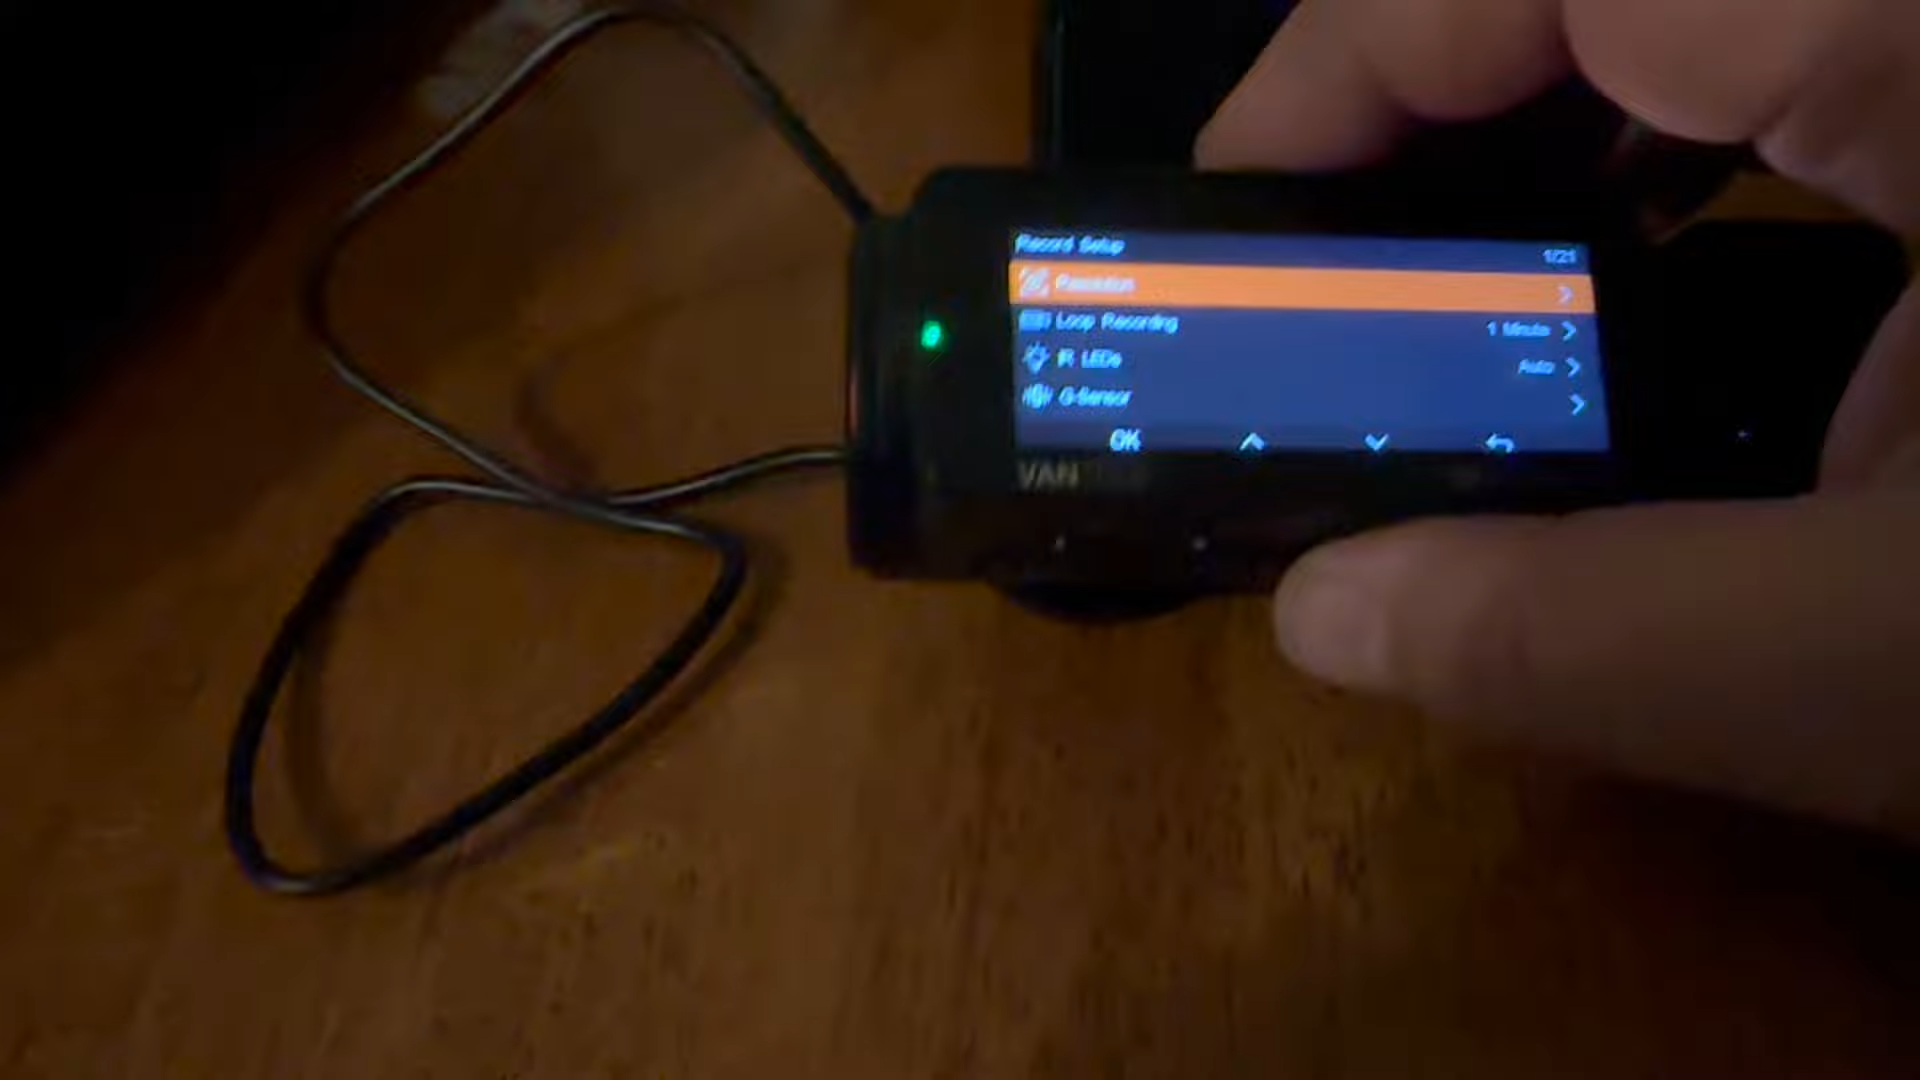 Record Setup 1/21
Resolution
Loop Recording 1 Minute
IR LEDs Auto
G-Sensor
OK
VAN